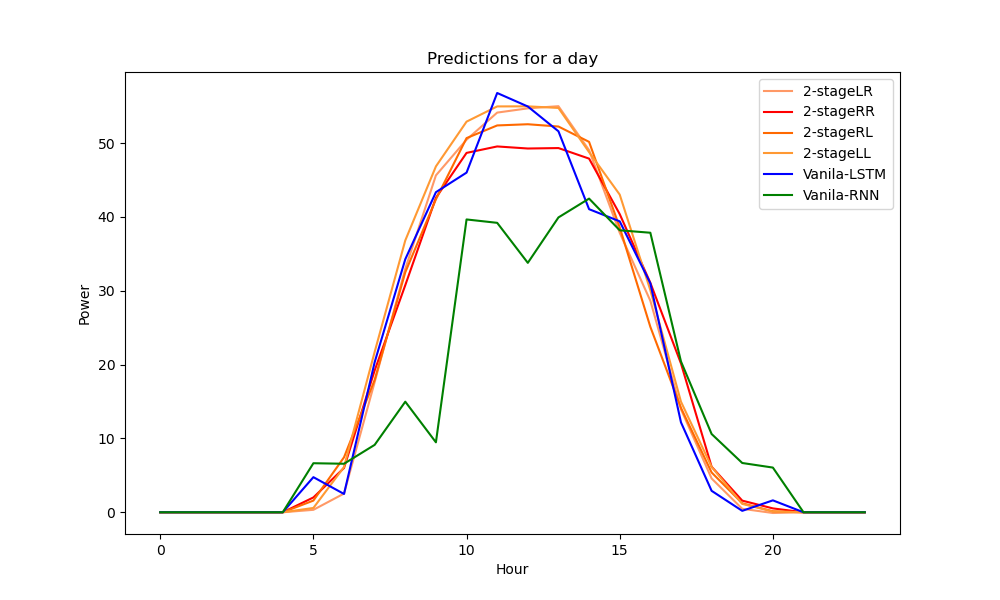 Predictions for a day
2-stageLR
2-stageRR
2-stageRL
2-stageLL
Vanila-LSTM
Vanila-RNN
Power
50
40
30
20
10
0
0 5 10 15 20
Hour